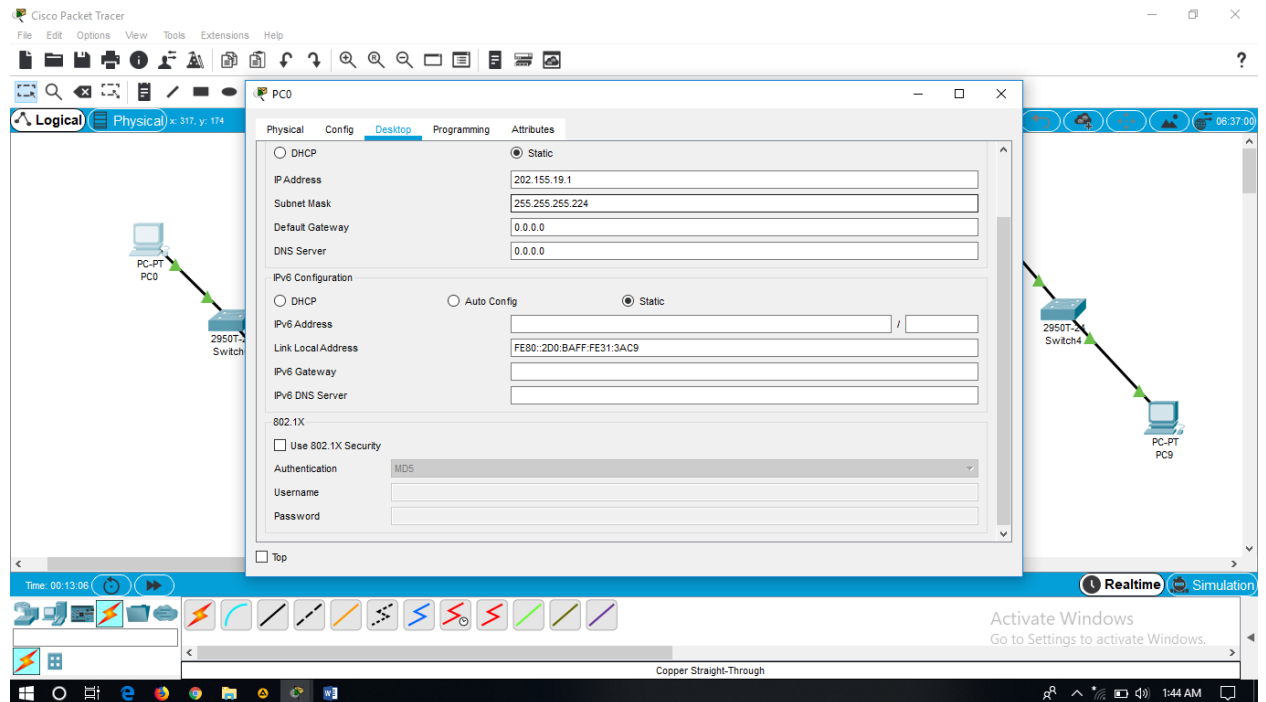 Cisco Packet Tracer
File Edit Options View Tools Extensions Help
?
Logical Physical x: 317, y: 174
06:37:00
PC0
Physical Config Desktop Programming Attributes
DHCP Static
IP Address 202.155.19.1
Subnet Mask 255.255.255.224
Default Gateway 0.0.0.0
DNS Server 0.0.0.0
IPv6 Configuration
DHCP Auto Config Static
IPv6 Address /
Link Local Address FE80::2D0:BAFF:FE31:3AC9
IPv6 Gateway
IPv6 DNS Server
802.1X
Use 802.1X Security
Authentication MD5
Username
Password
Top
PC-PT
PC0
2950T-2
Switch
2950T-24
Switch4
PC-PT
PC9
Time: 00:13:06
Realtime Simulation
Activate Windows
Go to Settings to activate Windows.
Copper Straight-Through
1:44 AM